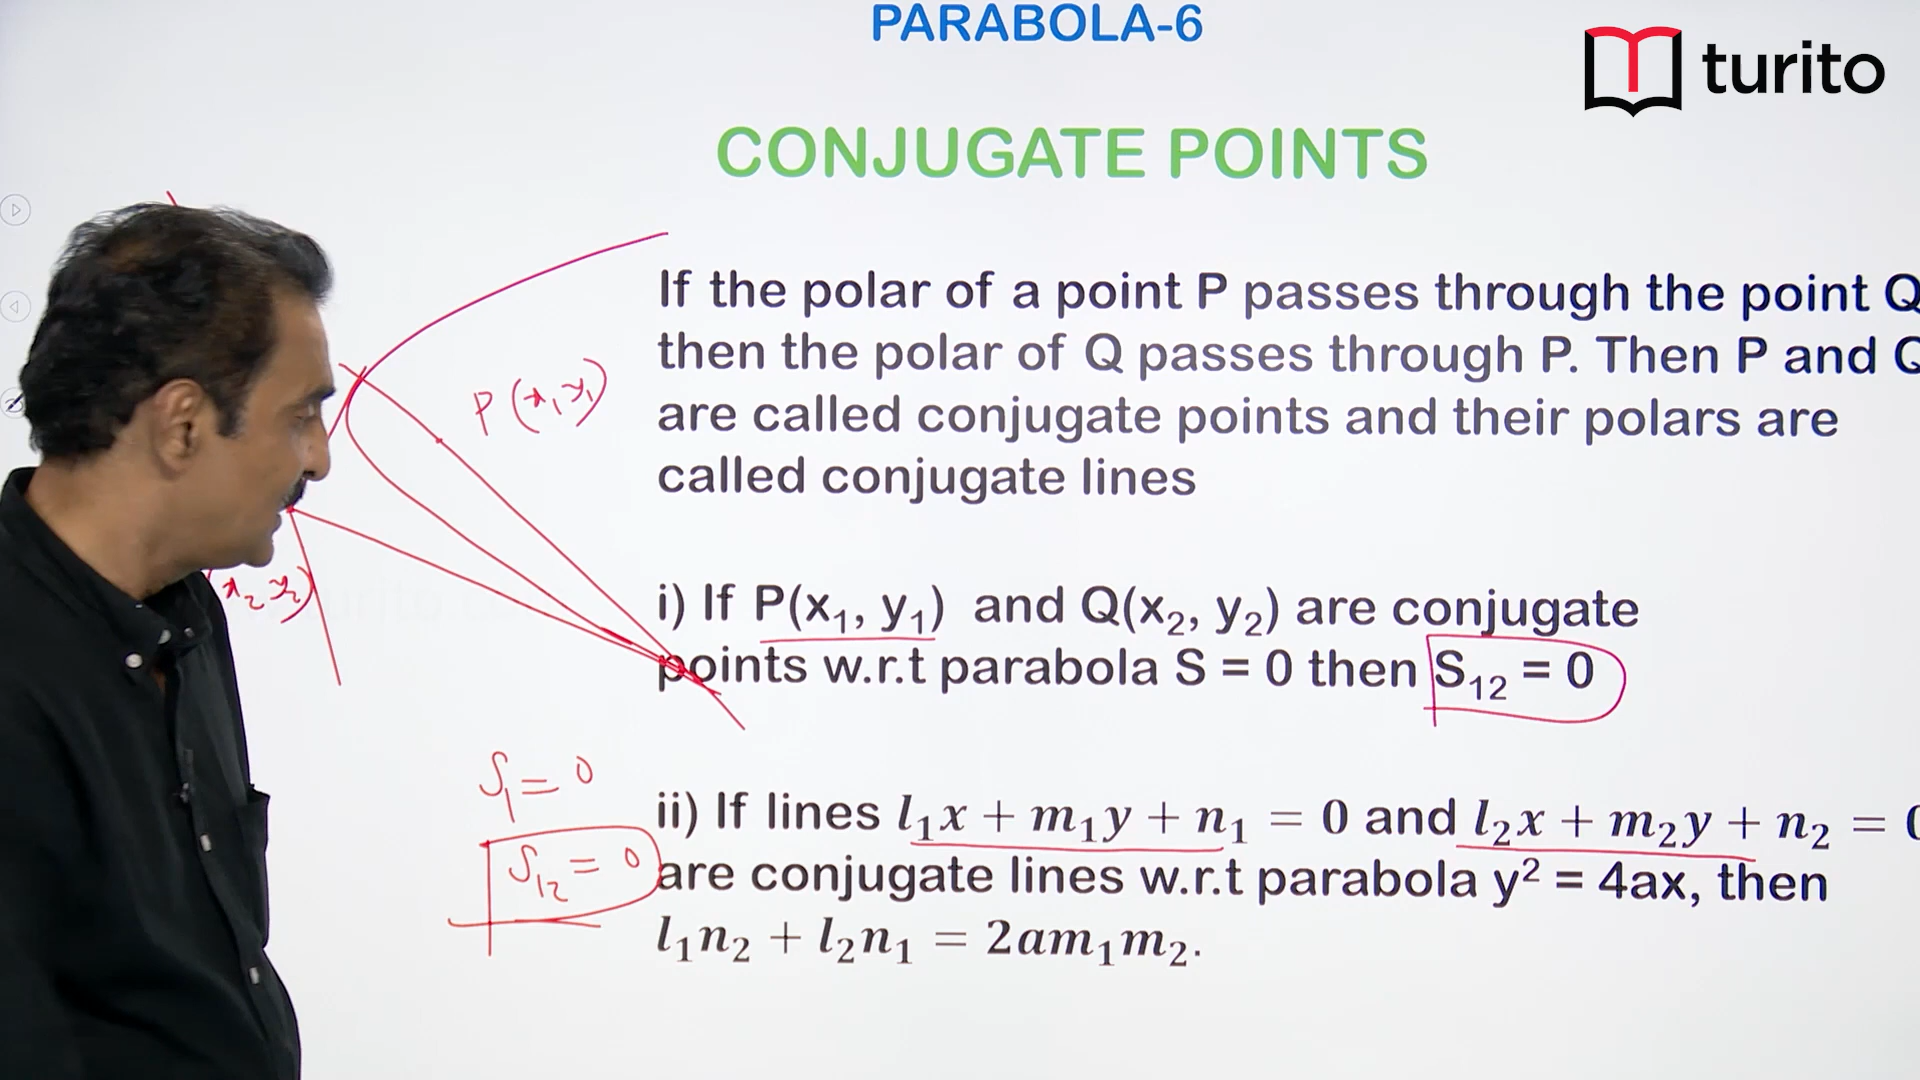 PARABOLA-6
turito
CONJUGATE POINTS
If the polar of a point P passes through the point Q
then the polar of Q passes through P. Then P and Q
are called conjugate points and their polars are
called conjugate lines
P (x₁ y₁)
i) If P(x₁, y₁) and Q(x₂, y₂) are conjugate
points w.r.t parabola S = 0 then S₁₂ = 0
(x₂ y₂)
S₁ = 0
S₁₂ = 0
ii) If lines l₁x + m₁y + n₁ = 0 and l₂x + m₂y + n₂ = 0
are conjugate lines w.r.t parabola y² = 4ax, then
l₁n₂ + l₂n₁ = 2am₁m₂.